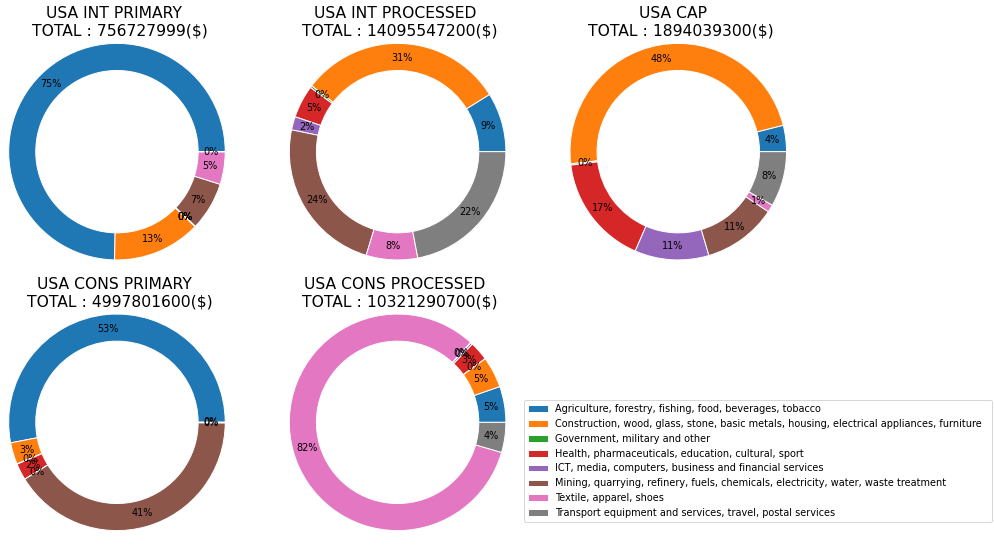 USA INT PRIMARY
TOTAL : 756727999($)
75%
0%
5%
7%
0%
13%
USA INT PROCESSED
TOTAL : 14095547200($)
31%
0%
5%
2%
9%
24%
22%
8%
USA CAP
TOTAL : 1894039300($)
48%
4%
0%
8%
17%
1%
11%
11%
USA CONS PRIMARY
TOTAL : 4997801600($)
53%
0%
3%
0%
2%
0%
41%
USA CONS PROCESSED
TOTAL : 10321290700($)
0%
3%
0%
5%
5%
82%
4%
Agriculture, forestry, fishing, food, beverages, tobacco
Construction, wood, glass, stone, basic metals, housing, electrical appliances, furniture
Government, military and other
Health, pharmaceuticals, education, cultural, sport
ICT, media, computers, business and financial services
Mining, quarrying, refinery, fuels, chemicals, electricity, water, waste treatment
Textile, apparel, shoes
Transport equipment and services, travel, postal services